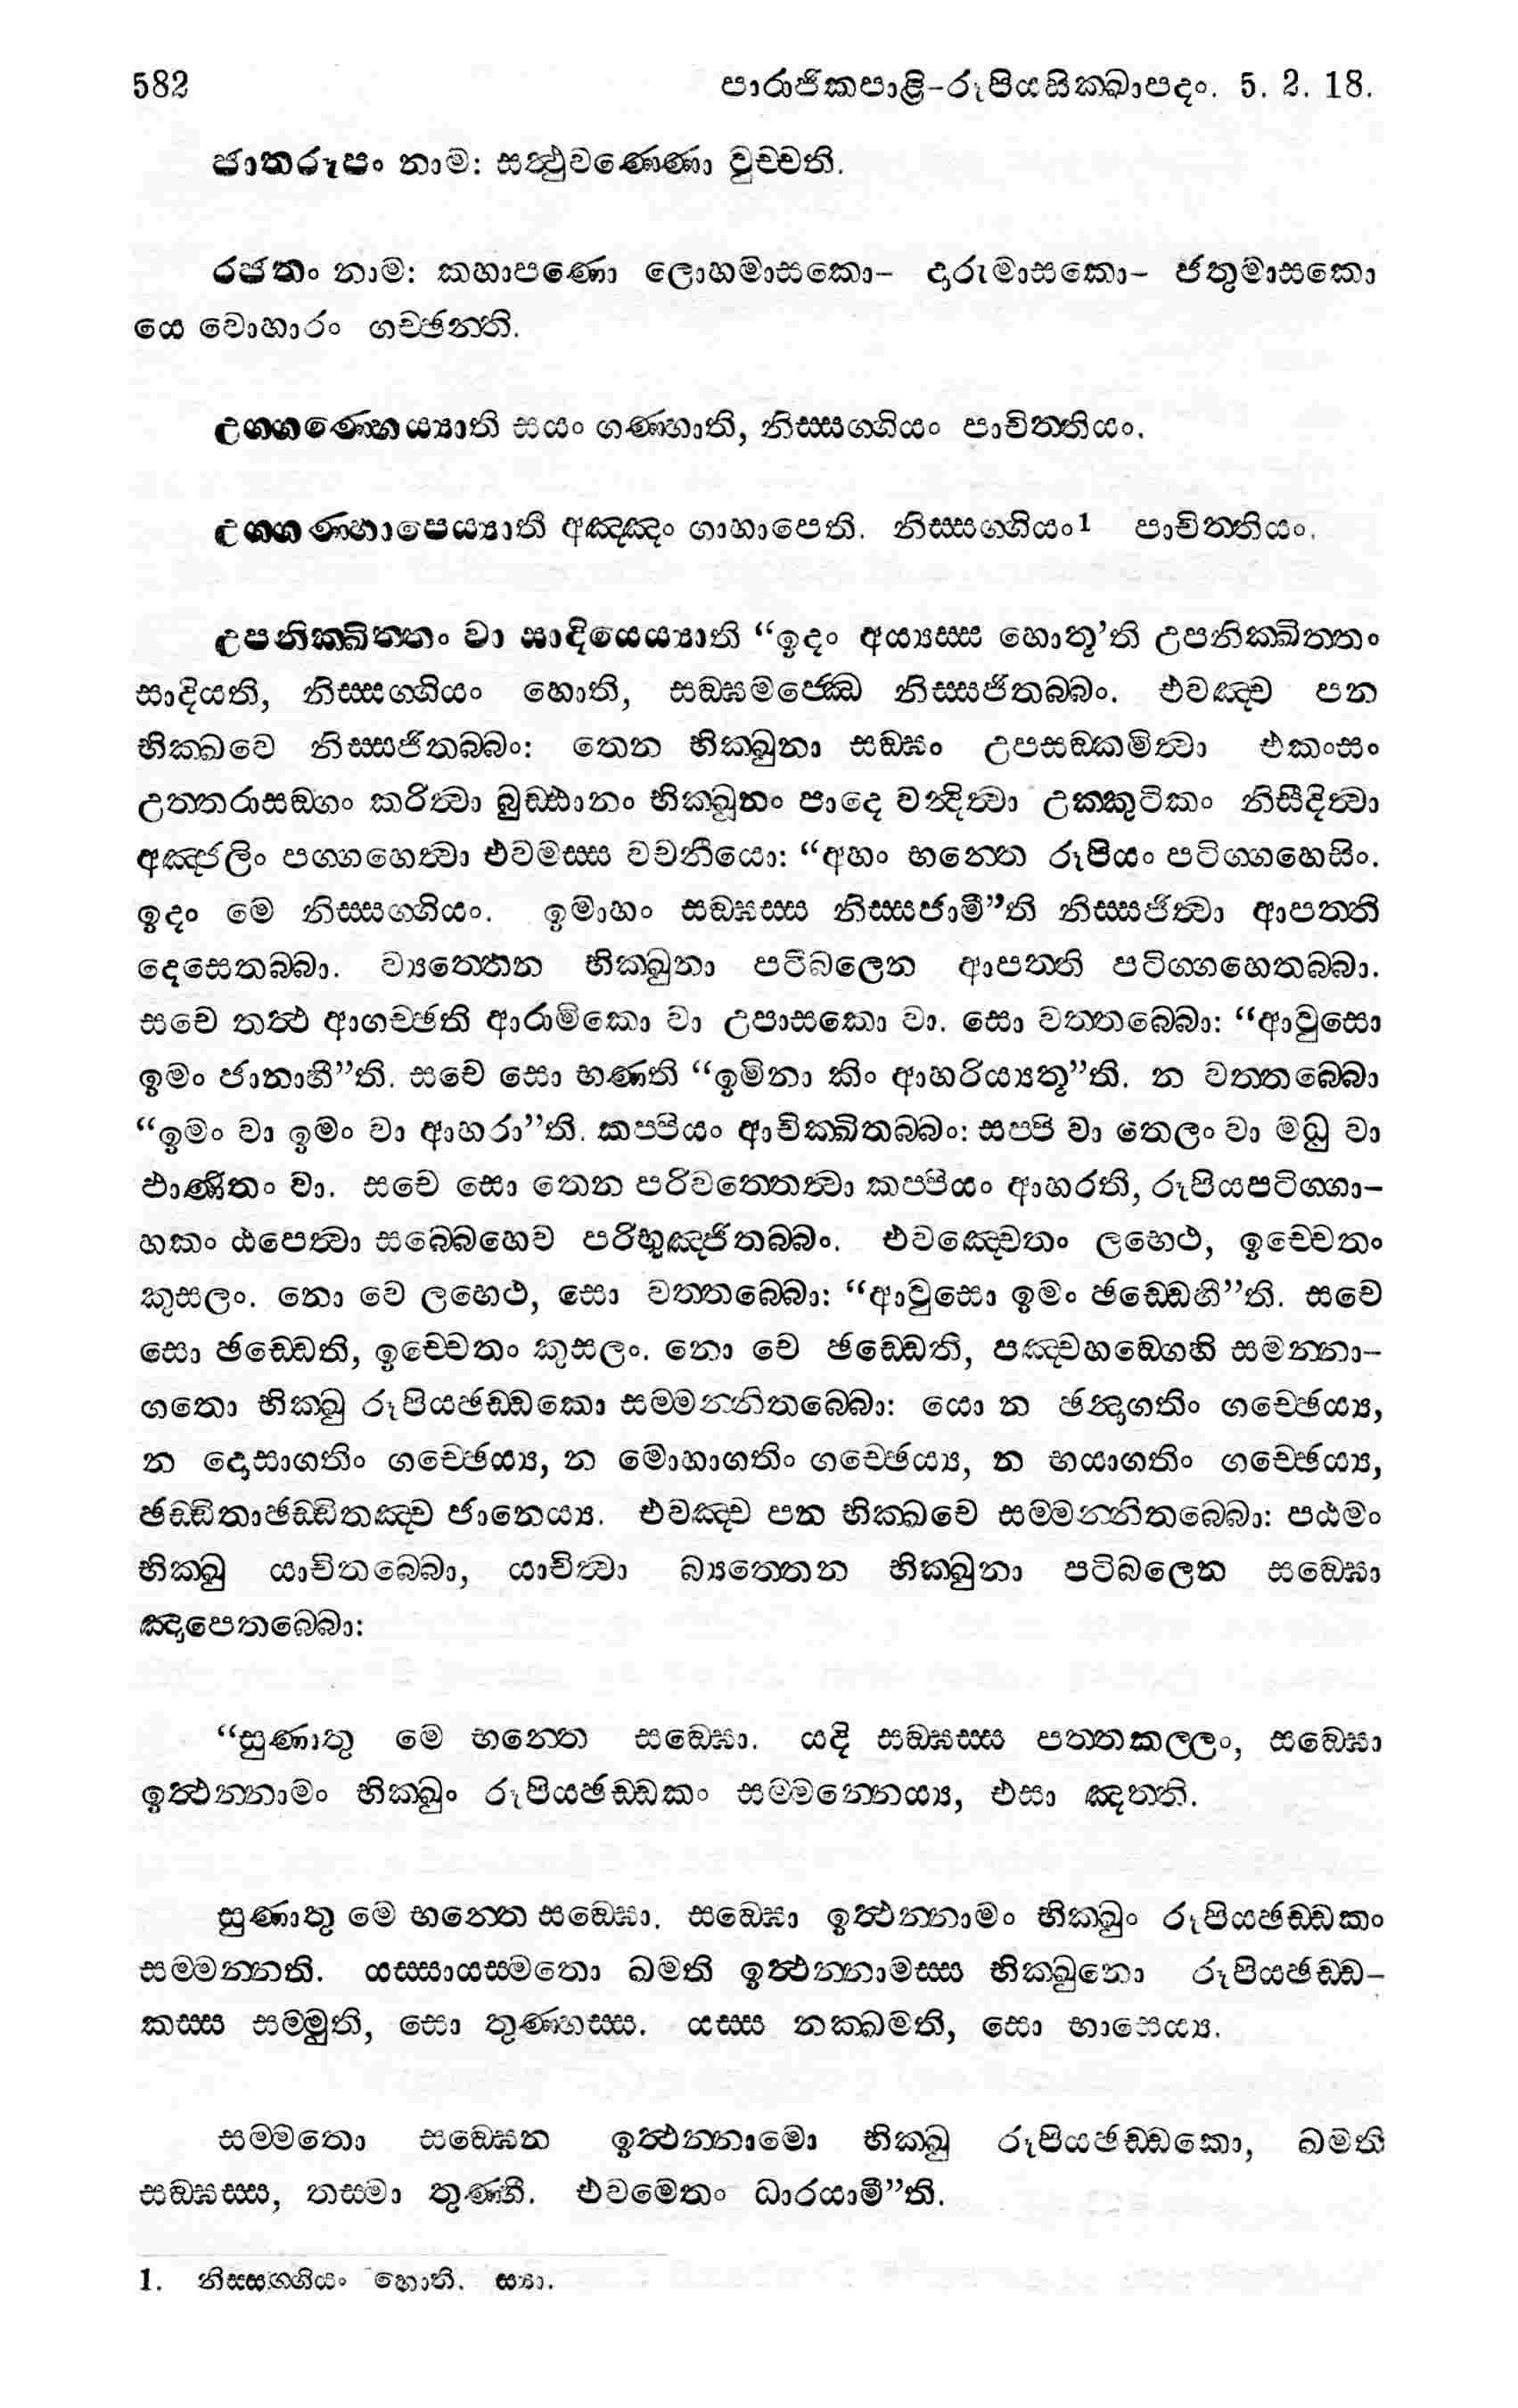 582 පාරාජිකපාළි-රූපියසික්ඛාපදං. 5. 2. 18.
ජාතරූපං නාම: සත්ථුවණ්ණො වුච්චති.
රජතං නාම: කහාපණො ලොහමාසකො- දාරුමාසකො- ජතුමාසකො
යෙ වොහාරං ගච්ඡන්ති.
උග්ගණ්හෙය්‍යාති සයං ගණ්හාති, නිස්සග්ගියං පාචිත්තියං.
උග්ගණ්හාපෙය්‍යාති අඤ්ඤං ගාහාපෙති. නිස්සග්ගියං1 පාචිත්තියං.
උපනික්ඛිත්තං වා සාදියෙය්‍යාති “ඉදං අය්‍යස්ස හොතූ’ති උපනික්ඛිත්තං
සාදියති, නිස්සග්ගියං හොති, සඞ්ඝමජ්ඣෙ නිස්සජිතබ්බං. එවඤ්ච පන
භික්ඛවෙ නිස්සජිතබ්බං: තෙන භික්ඛුනා සඞ්ඝං උපසඞ්කමිත්වා එකංසං
උත්තරාසඞ්ගං කරිත්වා බුඩ්ඪානං භික්ඛූනං පාදෙ වන්දිත්වා උක්කුටිකං නිසීදිත්වා
අඤ්ජලිං පග්ගහෙත්වා එවමස්ස වචනීයො: “අහං භන්තෙ රූපියං පටිග්ගහෙසිං.
ඉදං මෙ නිස්සග්ගියං. ඉමාහං සඞ්ඝස්ස නිස්සජාමී”ති නිස්සජිත්වා ආපත්ති
දෙසෙතබ්බා. ව්‍යත්තෙන භික්ඛුනා පටිබලෙන ආපත්ති පටිග්ගහෙතබ්බා.
සචෙ තත්ථ ආගච්ඡති ආරාමිකො වා උපාසකො වා. සො වත්තබ්බො: “ආවුසො
ඉමං ජානාහී”ති. සචෙ සො භණති “ඉමිනා කිං ආහරිය්‍යතූ”ති. න වත්තබ්බො
“ඉමං වා ඉමං වා ආහරා”ති. කප්පියං ආචික්ඛිතබ්බං: සප්පි වා තෙලං වා මධු වා
ඵාණිතං වා. සචෙ සො තෙන පරිවත්තෙත්වා කප්පියං ආහරති, රූපියපටිග්ගා-
හකං ඨපෙත්වා සබ්බෙහෙව පරිභුඤ්ජිතබ්බං. එවඤ්චෙතං ලභෙථ, ඉච්චෙතං
කුසලං. නො චෙ ලභෙථ, සො වත්තබ්බො: “ආවුසො ඉමං ඡඩ්ඩෙහී”ති. සචෙ
සො ඡඩ්ඩෙති, ඉච්චෙතං කුසලං. නො චෙ ඡඩ්ඩෙති, පඤ්චහඞ්ගෙහි සමන්නා-
ගතො භික්ඛු රූපියඡඩ්ඩකො සම්මන්නිතබ්බො: යො න ඡන්දාගතිං ගච්ඡෙය්‍ය,
න දොසාගතිං ගච්ඡෙය්‍ය, න මොහාගතිං ගච්ඡෙය්‍ය, න භයාගතිං ගච්ඡෙය්‍ය,
ඡඩ්ඩිතාඡඩ්ඩිතඤ්ච ජානෙය්‍ය. එවඤ්ච පන භික්ඛවෙ සම්මන්නිතබ්බො: පඨමං
භික්ඛු යාචිතබ්බො, යාචිත්වා බ්‍යත්තෙන භික්ඛුනා පටිබලෙන සඞ්ඝො
ඤාපෙතබ්බො:
“සුණාතු මෙ භන්තෙ සඞ්ඝො. යදි සඞ්ඝස්ස පත්තකල්ලං, සඞ්ඝො
ඉත්ථන්නාමං භික්ඛුං රූපියඡඩ්ඩකං සම්මන්නෙය්‍ය, එසා ඤත්ති.
සුණාතු මෙ භන්තෙ සඞ්ඝො. සඞ්ඝො ඉත්ථන්නාමං භික්ඛුං රූපියඡඩ්ඩකං
සම්මන්නති. යස්සායස්මතො ඛමති ඉත්ථන්නාමස්ස භික්ඛුනො රූපියඡඩ්ඩ-
කස්ස සම්මුති, සො තුණ්හස්ස. යස්ස නක්ඛමති, සො භාසෙය්‍ය.
සම්මතො සඞ්ඝෙන ඉත්ථන්නාමො භික්ඛු රූපියඡඩ්ඩකො, ඛමති
සඞ්ඝස්ස, තස්මා තුණ්හී. එවමෙතං ධාරයාමී”ති.
1. නිස්සග්ගියං හොති. ස්‍යා.